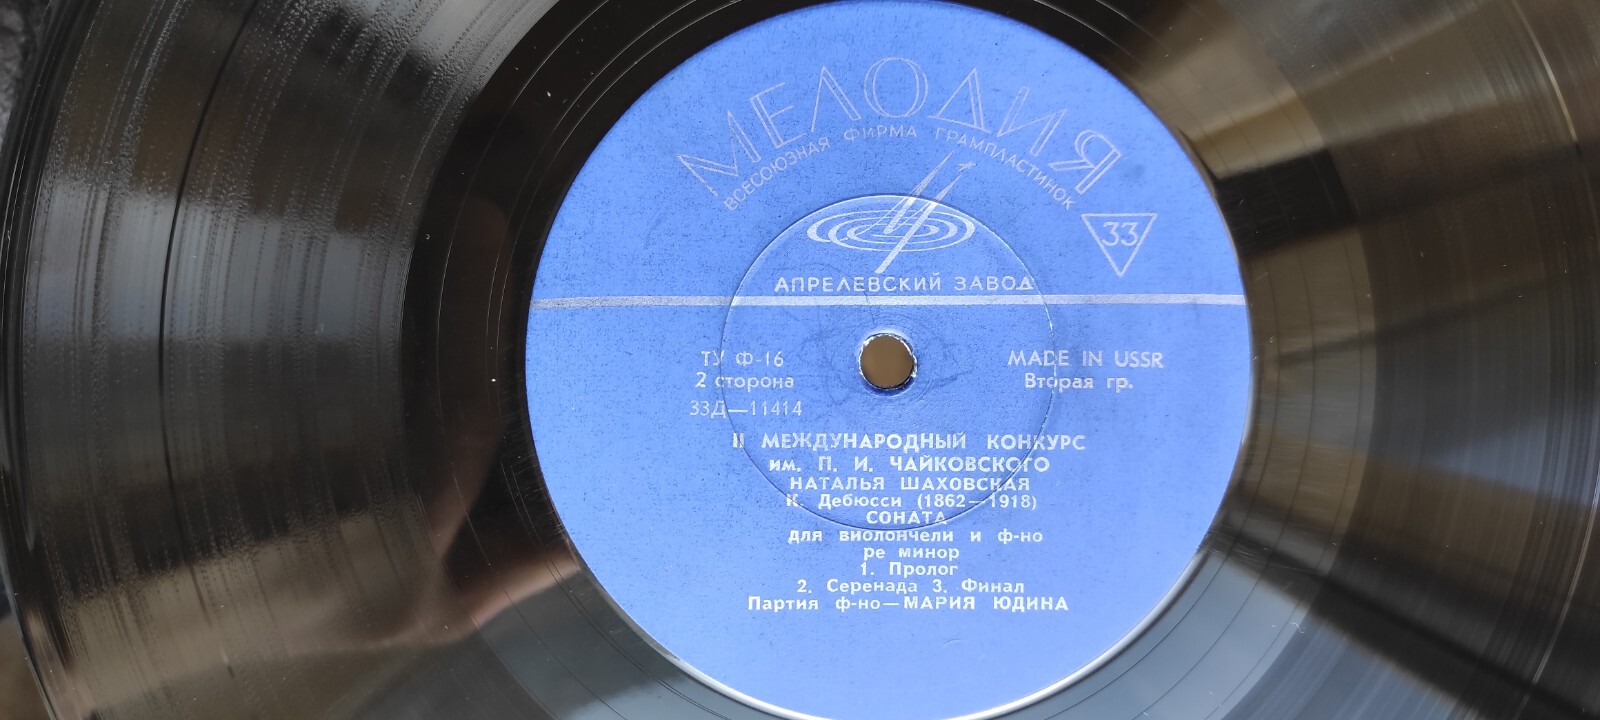 МЕЛОДИЯ
ВСЕСОЮЗНАЯ ФИРМА ГРАМПЛАСТИНОК
33
АПРЕЛЕВСКИЙ ЗАВОД
ТУ Ф-16
MADE IN USSR
2 сторона
Вторая гр.
33Д—11414
II МЕЖДУНАРОДНЫЙ КОНКУРС
им. П. И. ЧАЙКОВСКОГО
НАТАЛЬЯ ШАХОВСКАЯ
К. Дебюсси (1862—1918)
СОНАТА
для виолончели и ф-но
ре минор
1. Пролог
2. Серенада 3. Финал
Партия ф-но—МАРИЯ ЮДИНА